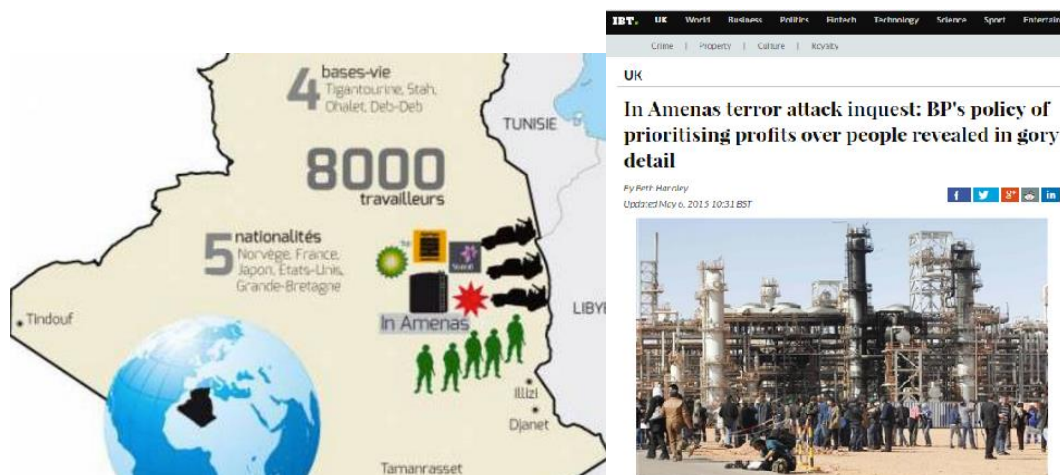 4 bases-vie
Tigantourine, Stah,
Ohalet, Deb-Deb
8000
travailleurs
5 nationalités
Norvège, France,
Japon, États-Unis,
Grande-Bretagne
TUNISIE
LIBYE
In Amenas
Tindouf
Illizi
Djanet
Tamanrasset
IBT. UK World Business Politics Fintech Technology Science Sport Entertain
Crime | Property | Culture | Royalty
UK
In Amenas terror attack inquest: BP's policy of
prioritising profits over people revealed in gory
detail
By Beth
Updated May 6, 2015 10:31 BST